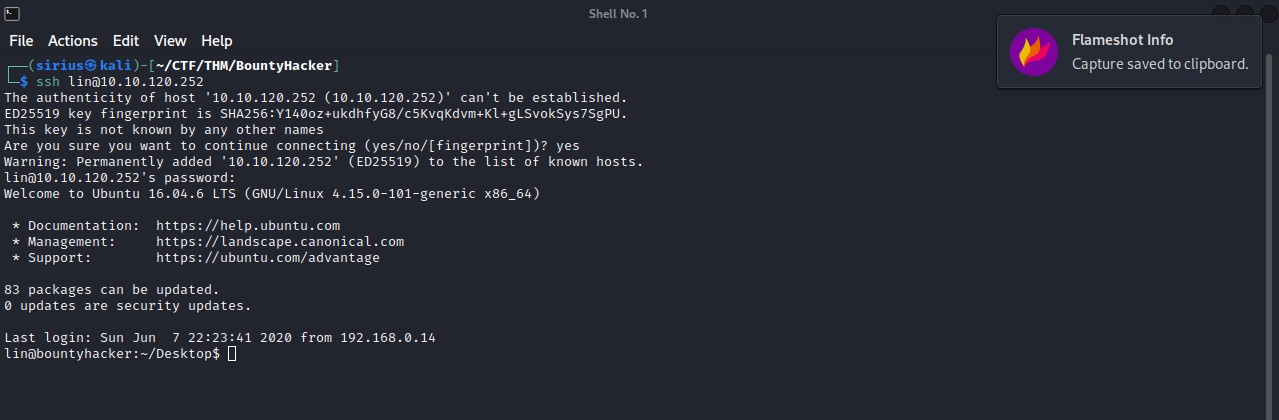 Shell No. 1
File Actions Edit View Help
Flameshot Info
Capture saved to clipboard.
┌──(sirius㉿kali)-[~/CTF/THM/BountyHacker]
└─$ ssh lin@10.10.120.252
The authenticity of host '10.10.120.252 (10.10.120.252)' can't be established.
ED25519 key fingerprint is SHA256:Y140oz+ukdhfyG8/c5KvqKdvm+Kl+gLSvokSys7SgPU.
This key is not known by any other names
Are you sure you want to continue connecting (yes/no/[fingerprint])? yes
Warning: Permanently added '10.10.120.252' (ED25519) to the list of known hosts.
lin@10.10.120.252's password:
Welcome to Ubuntu 16.04.6 LTS (GNU/Linux 4.15.0-101-generic x86_64)
* Documentation:  https://help.ubuntu.com
* Management:     https://landscape.canonical.com
* Support:        https://ubuntu.com/advantage
83 packages can be updated.
0 updates are security updates.
Last login: Sun Jun  7 22:23:41 2020 from 192.168.0.14
lin@bountyhacker:~/Desktop$